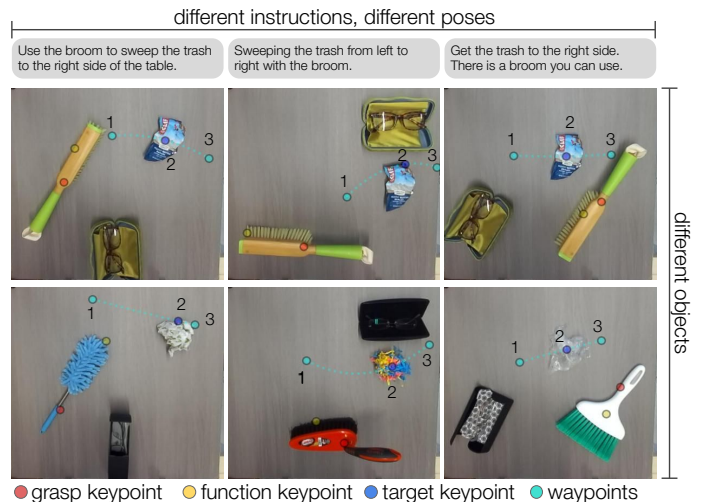 different instructions, different poses
Use the broom to sweep the trash
to the right side of the table.
Sweeping the trash from left to
right with the broom.
Get the trash to the right side.
There is a broom you can use.
1
2
3
1
2
3
1
2
3
different objects
1
2
3
1
2
3
1
2
3
grasp keypoint
function keypoint
target keypoint
waypoints